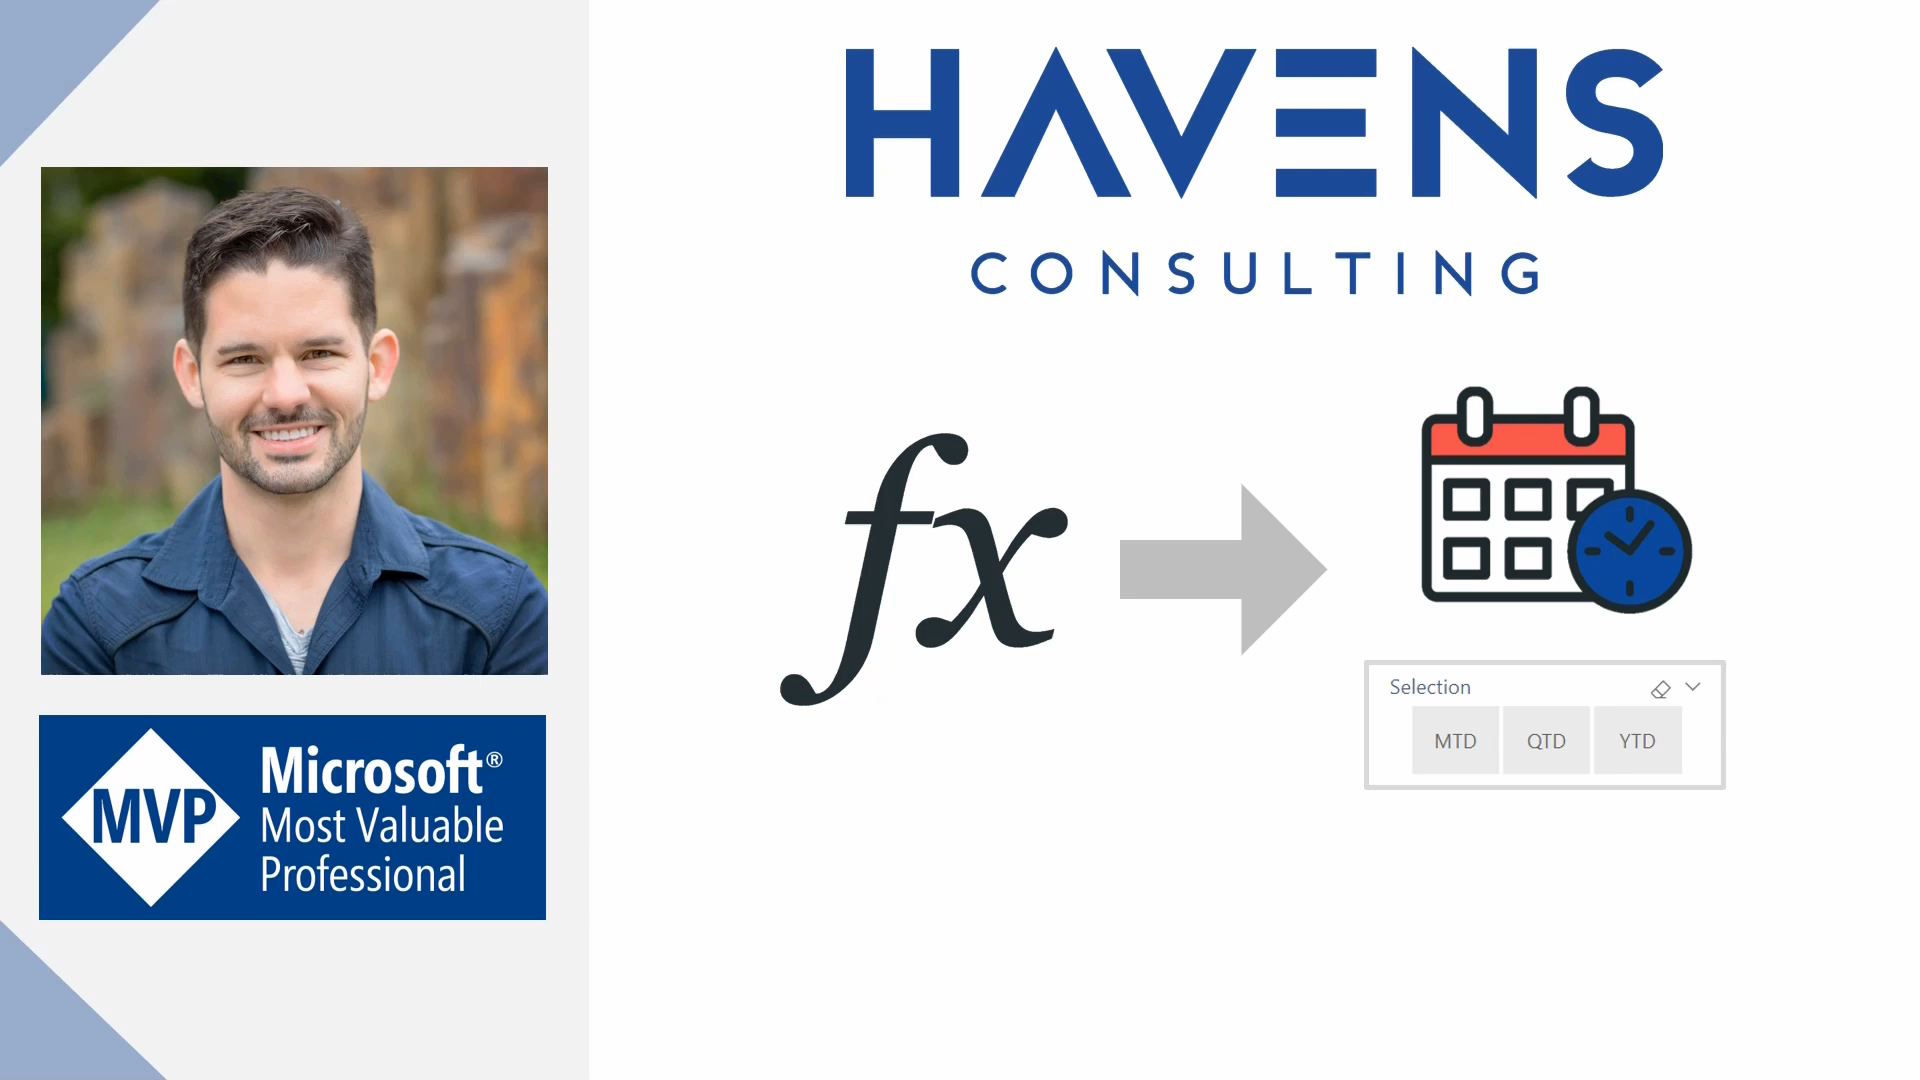 HAVENS
CONSULTING
fx
Selection
MTD QTD YTD
MVP
Microsoft®
Most Valuable
Professional